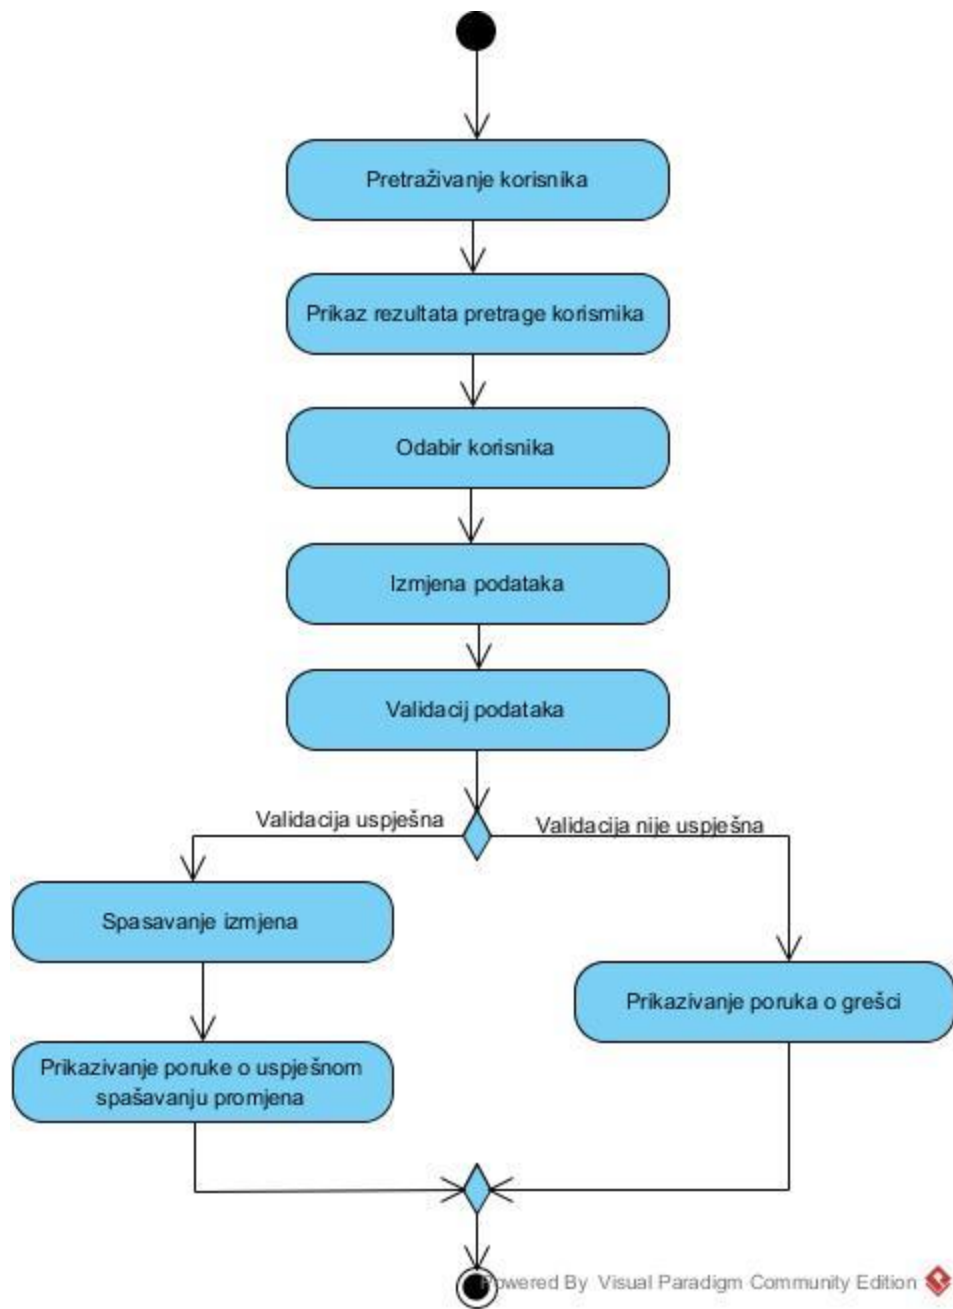 Pretraživanje korisnika
Prikaz rezultata pretrage korismika
Odabir korisnika
Izmjena podataka
Validacij podataka
Validacija uspješna
Validacija nije uspješna
Spasavanje izmjena
Prikazivanje poruka o grešci
Prikazivanje poruke o uspješnom
spašavanju promjena
Powered By Visual Paradigm Community Edition